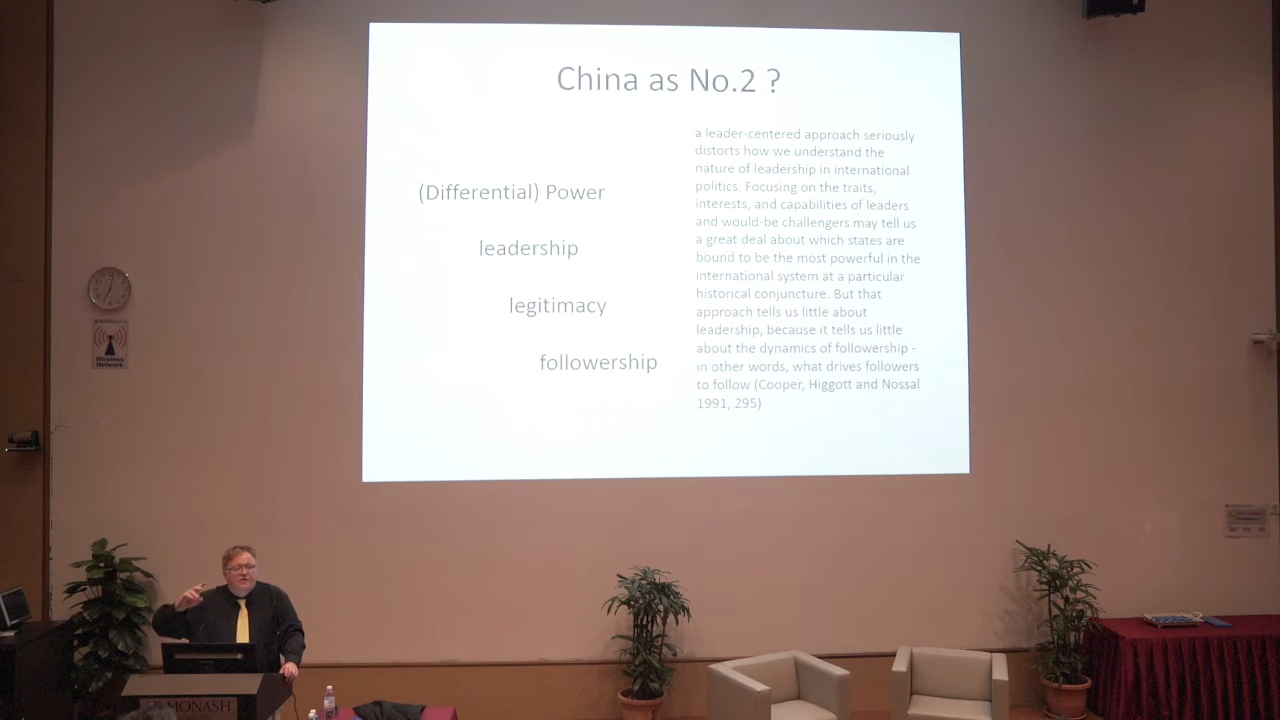 China as No.2 ?
(Differential) Power
leadership
legitimacy
followership
a leader-centered approach seriously
distorts how we understand the
nature of leadership in international
politics. Focusing on the traits,
interests, and capabilities of leaders
and would-be challengers may tell us
a great deal about which states are
bound to be the most powerful in the
international system at a particular
historical conjuncture. But that
approach tells us little about
leadership, because it tells us little
about the dynamics of followership -
in other words, what drives followers
to follow (Cooper, Higgott and Nossal
1991, 295)
Wireless
Network
MONASH